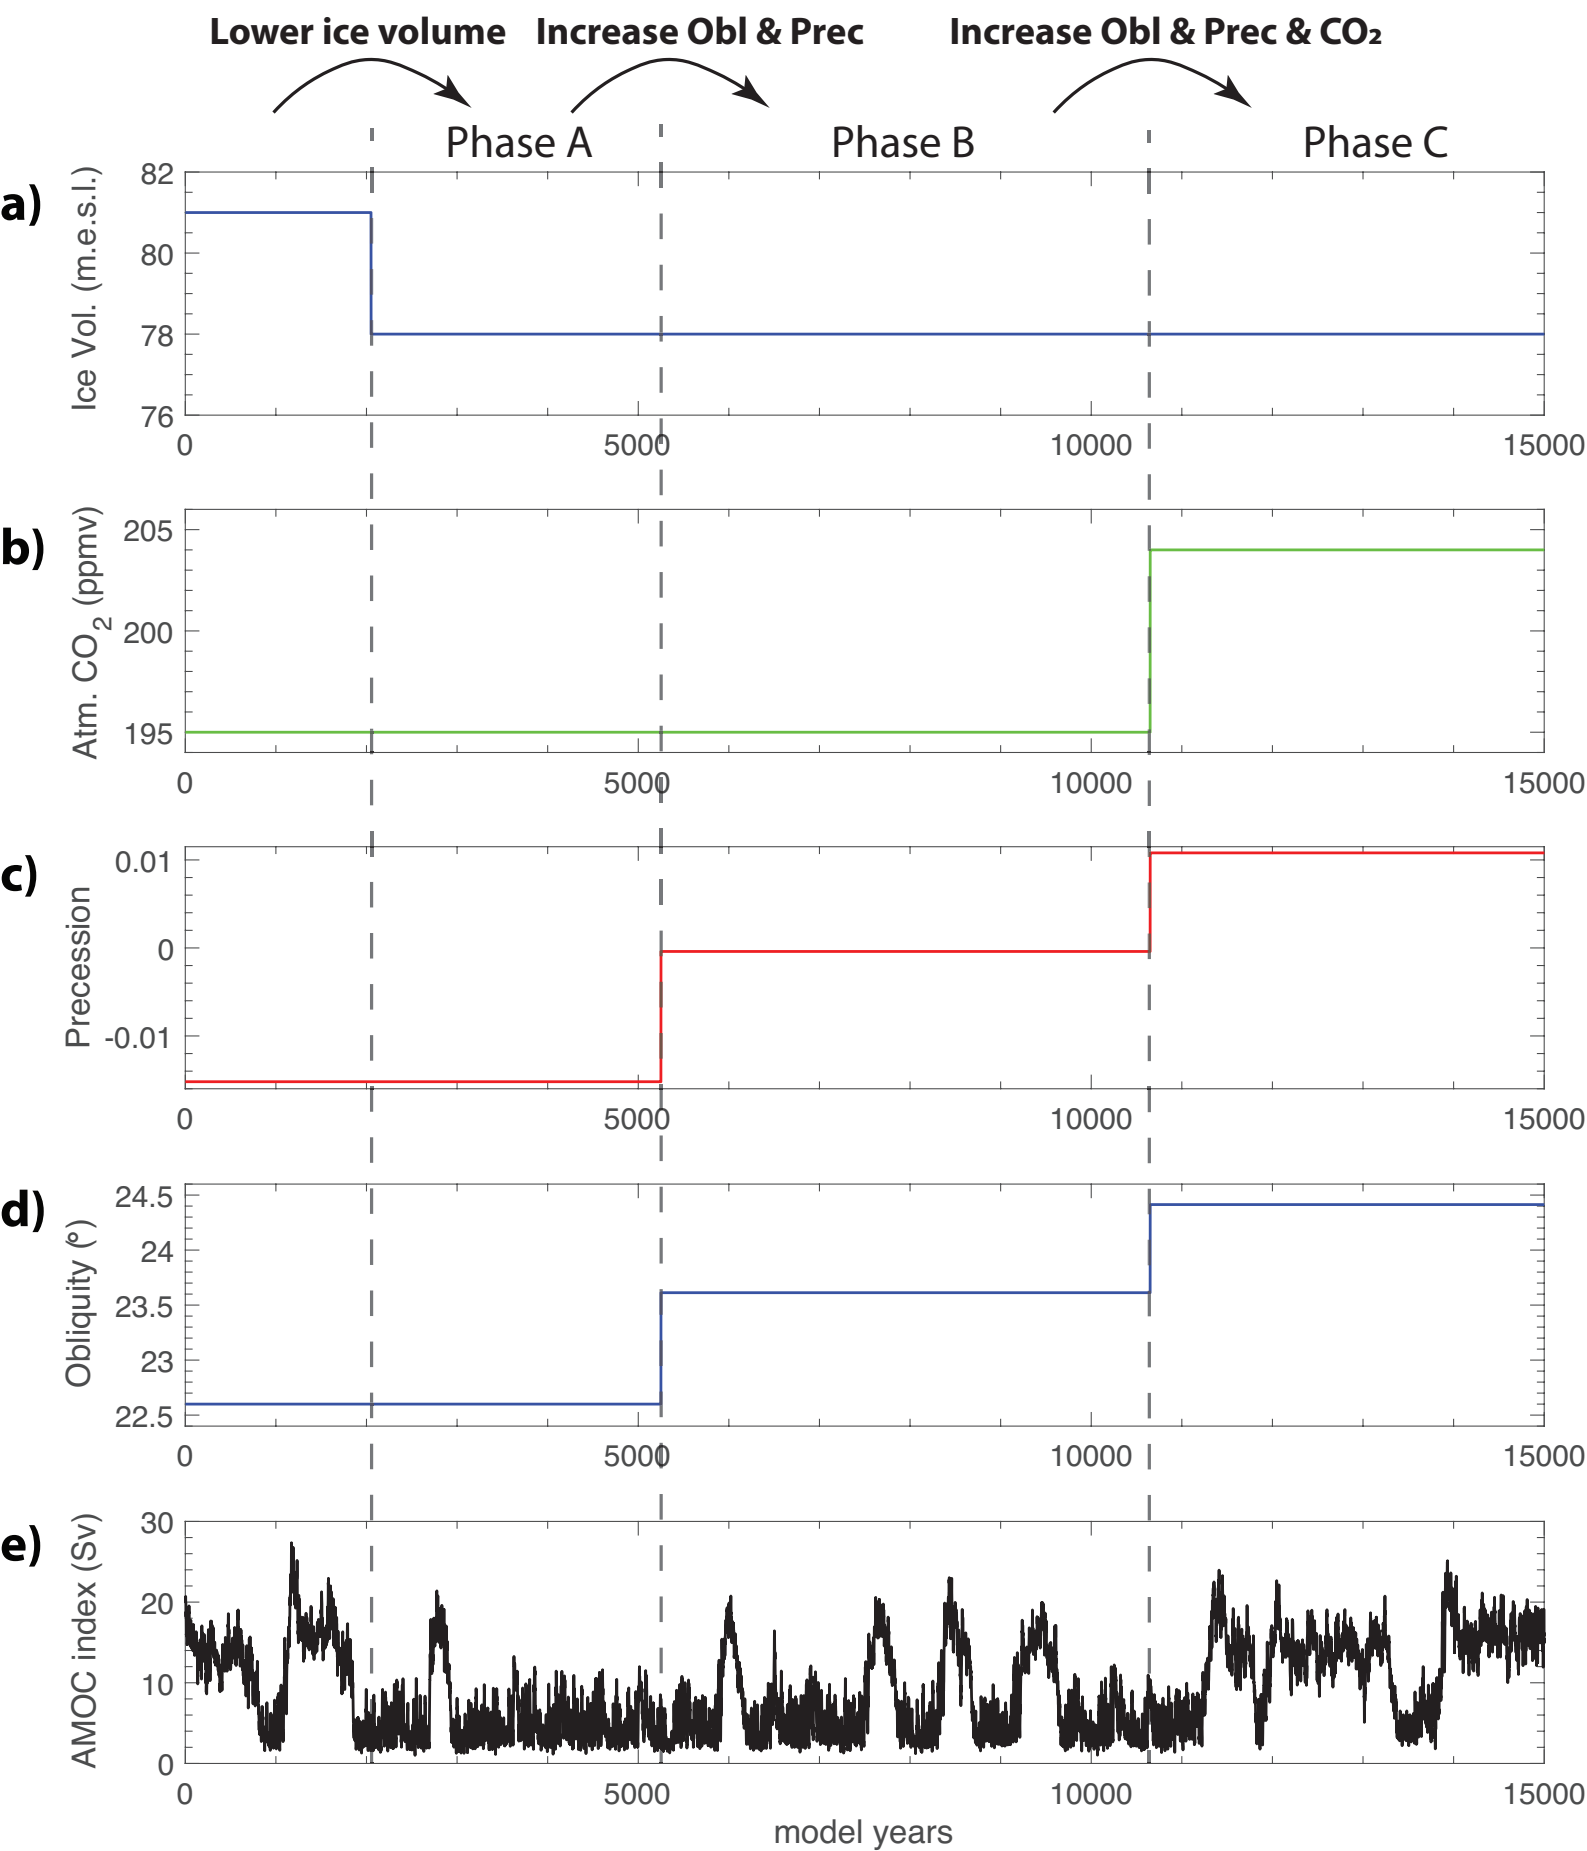 Lower ice volume Increase Obl & Prec Increase Obl & Prec & CO₂
Phase A Phase B Phase C
a)
Ice Vol. (m.e.s.l.)
82
80
78
76
0 5000 10000 15000
b)
Atm. CO₂ (ppmv)
205
200
195
0 5000 10000 15000
c)
Precession
0.01
0
-0.01
0 5000 10000 15000
d)
Obliquity (°)
24.5
24
23.5
23
22.5
0 5000 10000 15000
e)
AMOC index (Sv)
30
20
10
0
0 5000 10000 15000
model years